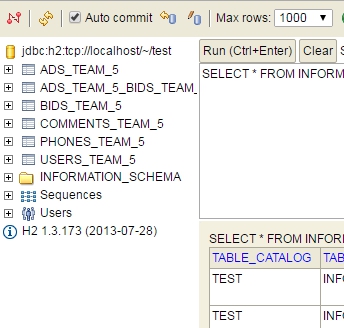 Auto commit
Max rows: 1000
jdbc:h2:tcp://localhost/~/test
ADS_TEAM_5
ADS_TEAM_5_BIDS_TEAM_
BIDS_TEAM_5
COMMENTS_TEAM_5
PHONES_TEAM_5
USERS_TEAM_5
INFORMATION_SCHEMA
Sequences
Users
H2 1.3.173 (2013-07-28)
Run (Ctrl+Enter) Clear S
SELECT * FROM INFORM
SELECT * FROM INFORI
TABLE_CATALOG TAB
TEST INFO
TEST INFO